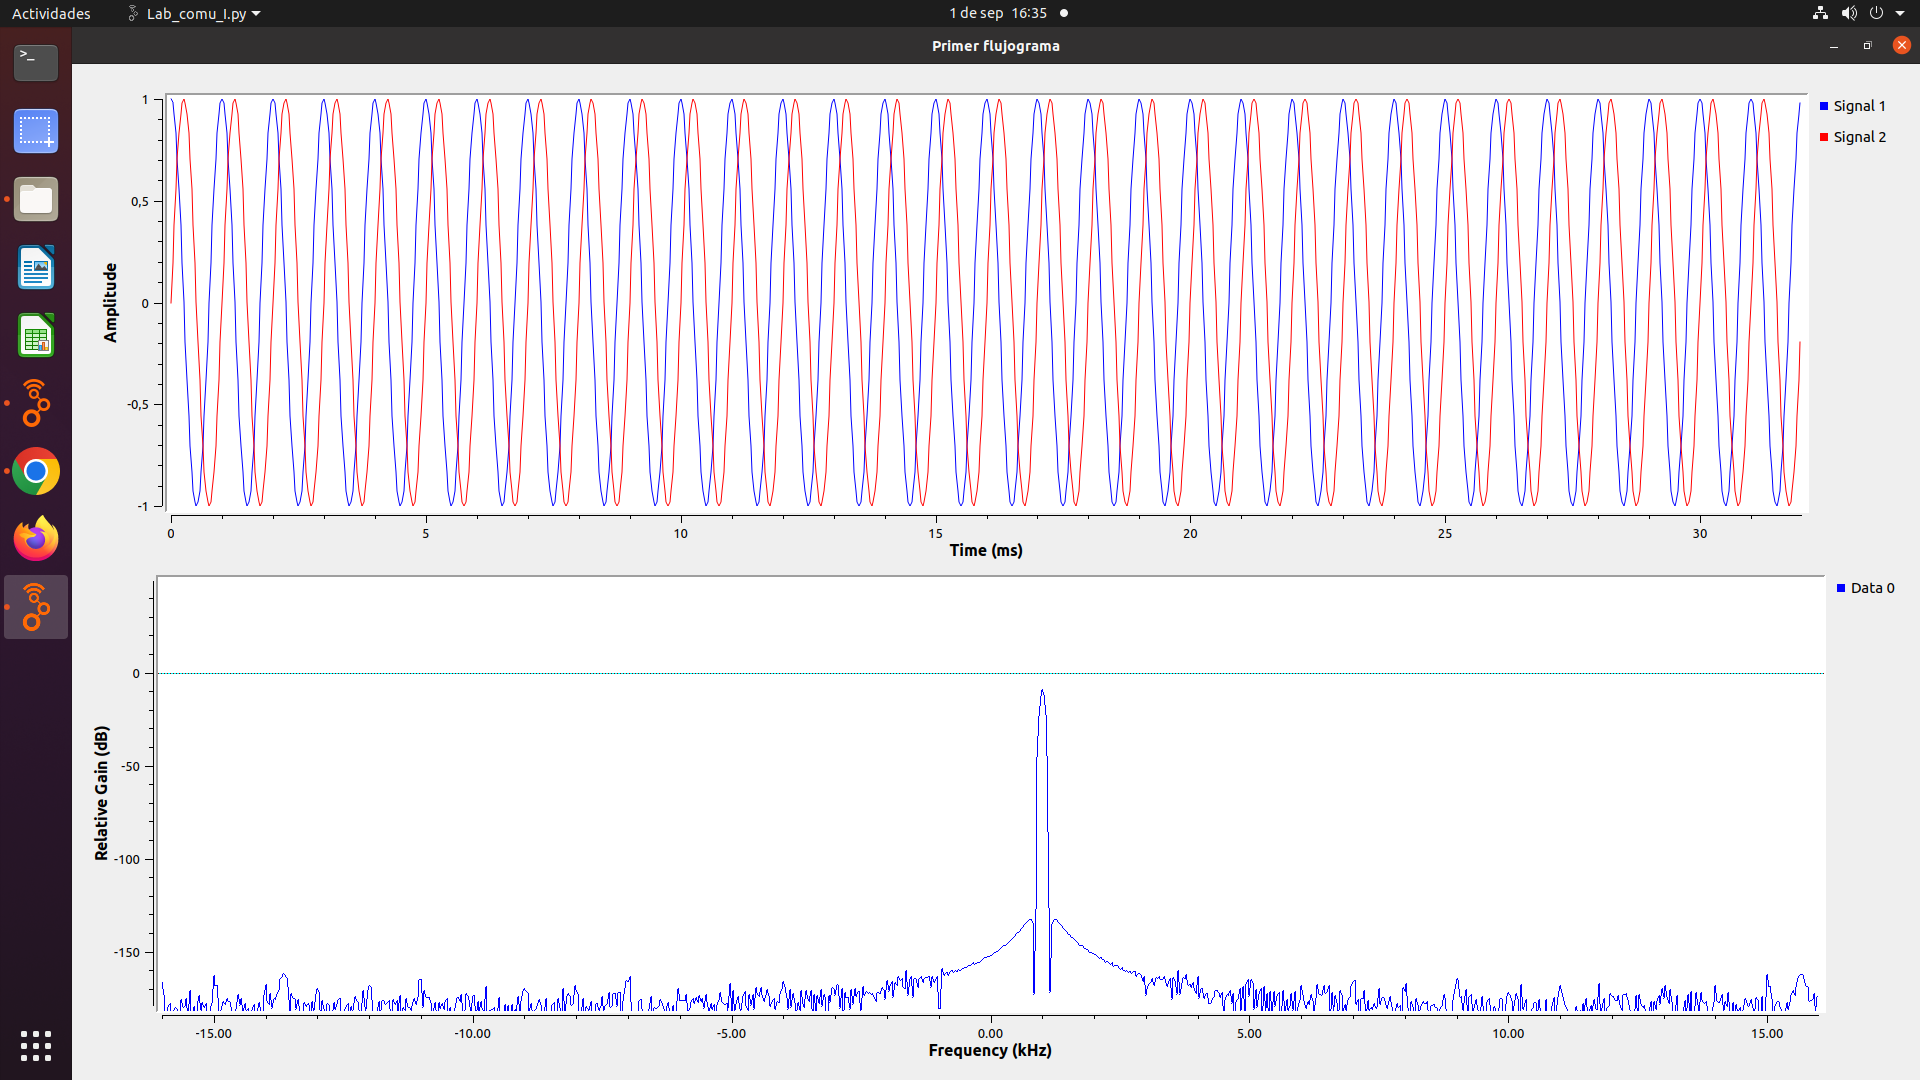 Actividades
Lab_comu_I.py
1 de sep 16:35
Primer flujograma
Signal 1
Signal 2
Amplitude
1
0,5
0
-0,5
-1
0
5
10
15
20
25
30
Time (ms)
Data 0
Relative Gain (dB)
0
-50
-100
-150
-15.00
-10.00
-5.00
0.00
5.00
10.00
15.00
Frequency (kHz)